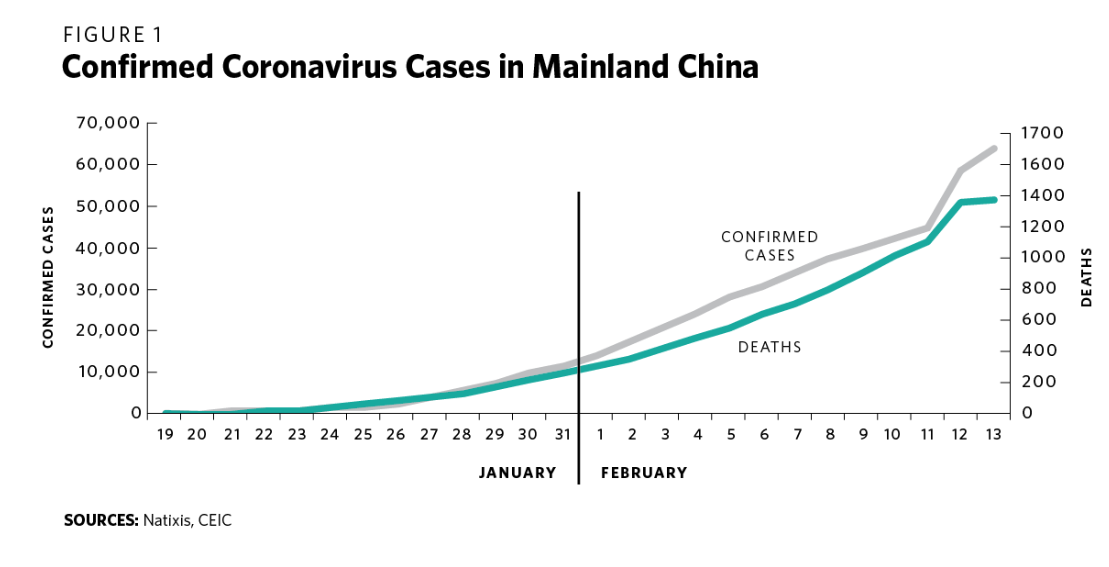 FIGURE 1
Confirmed Coronavirus Cases in Mainland China
CONFIRMED CASES
70,000
60,000
50,000
40,000
30,000
20,000
10,000
0
CONFIRMED
CASES
DEATHS
1700
1600
1400
1200
1000
800
600
400
200
0
DEATHS
19 20 21 22 23 24 25 26 27 28 29 30 31 1 2 3 4 5 6 7 8 9 10 11 12 13
JANUARY FEBRUARY
SOURCES: Natixis, CEIC